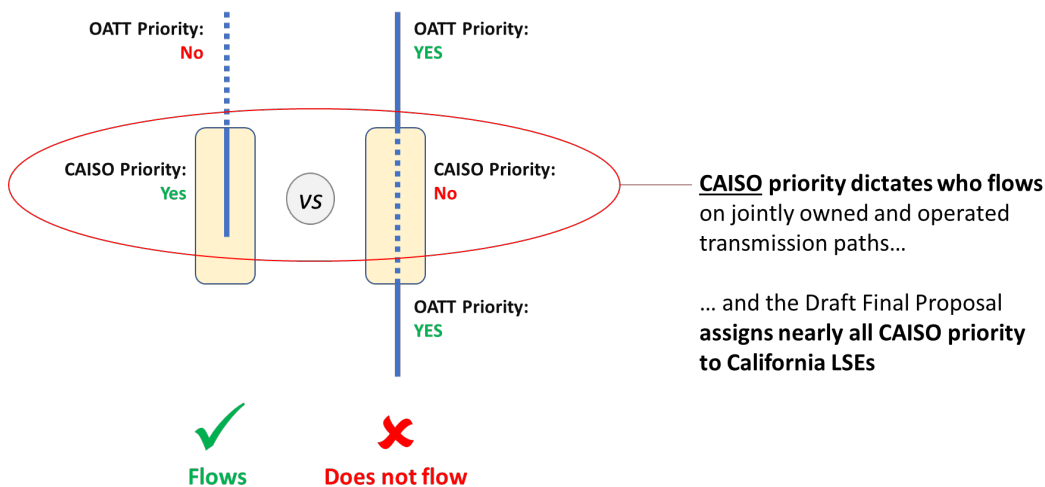 OATT Priority:
No
OATT Priority:
YES
CAISO Priority:
Yes
vs
CAISO Priority:
No
CAISO priority dictates who flows
on jointly owned and operated
transmission paths...
... and the Draft Final Proposal
assigns nearly all CAISO priority
to California LSEs
OATT Priority:
YES
Flows
Does not flow